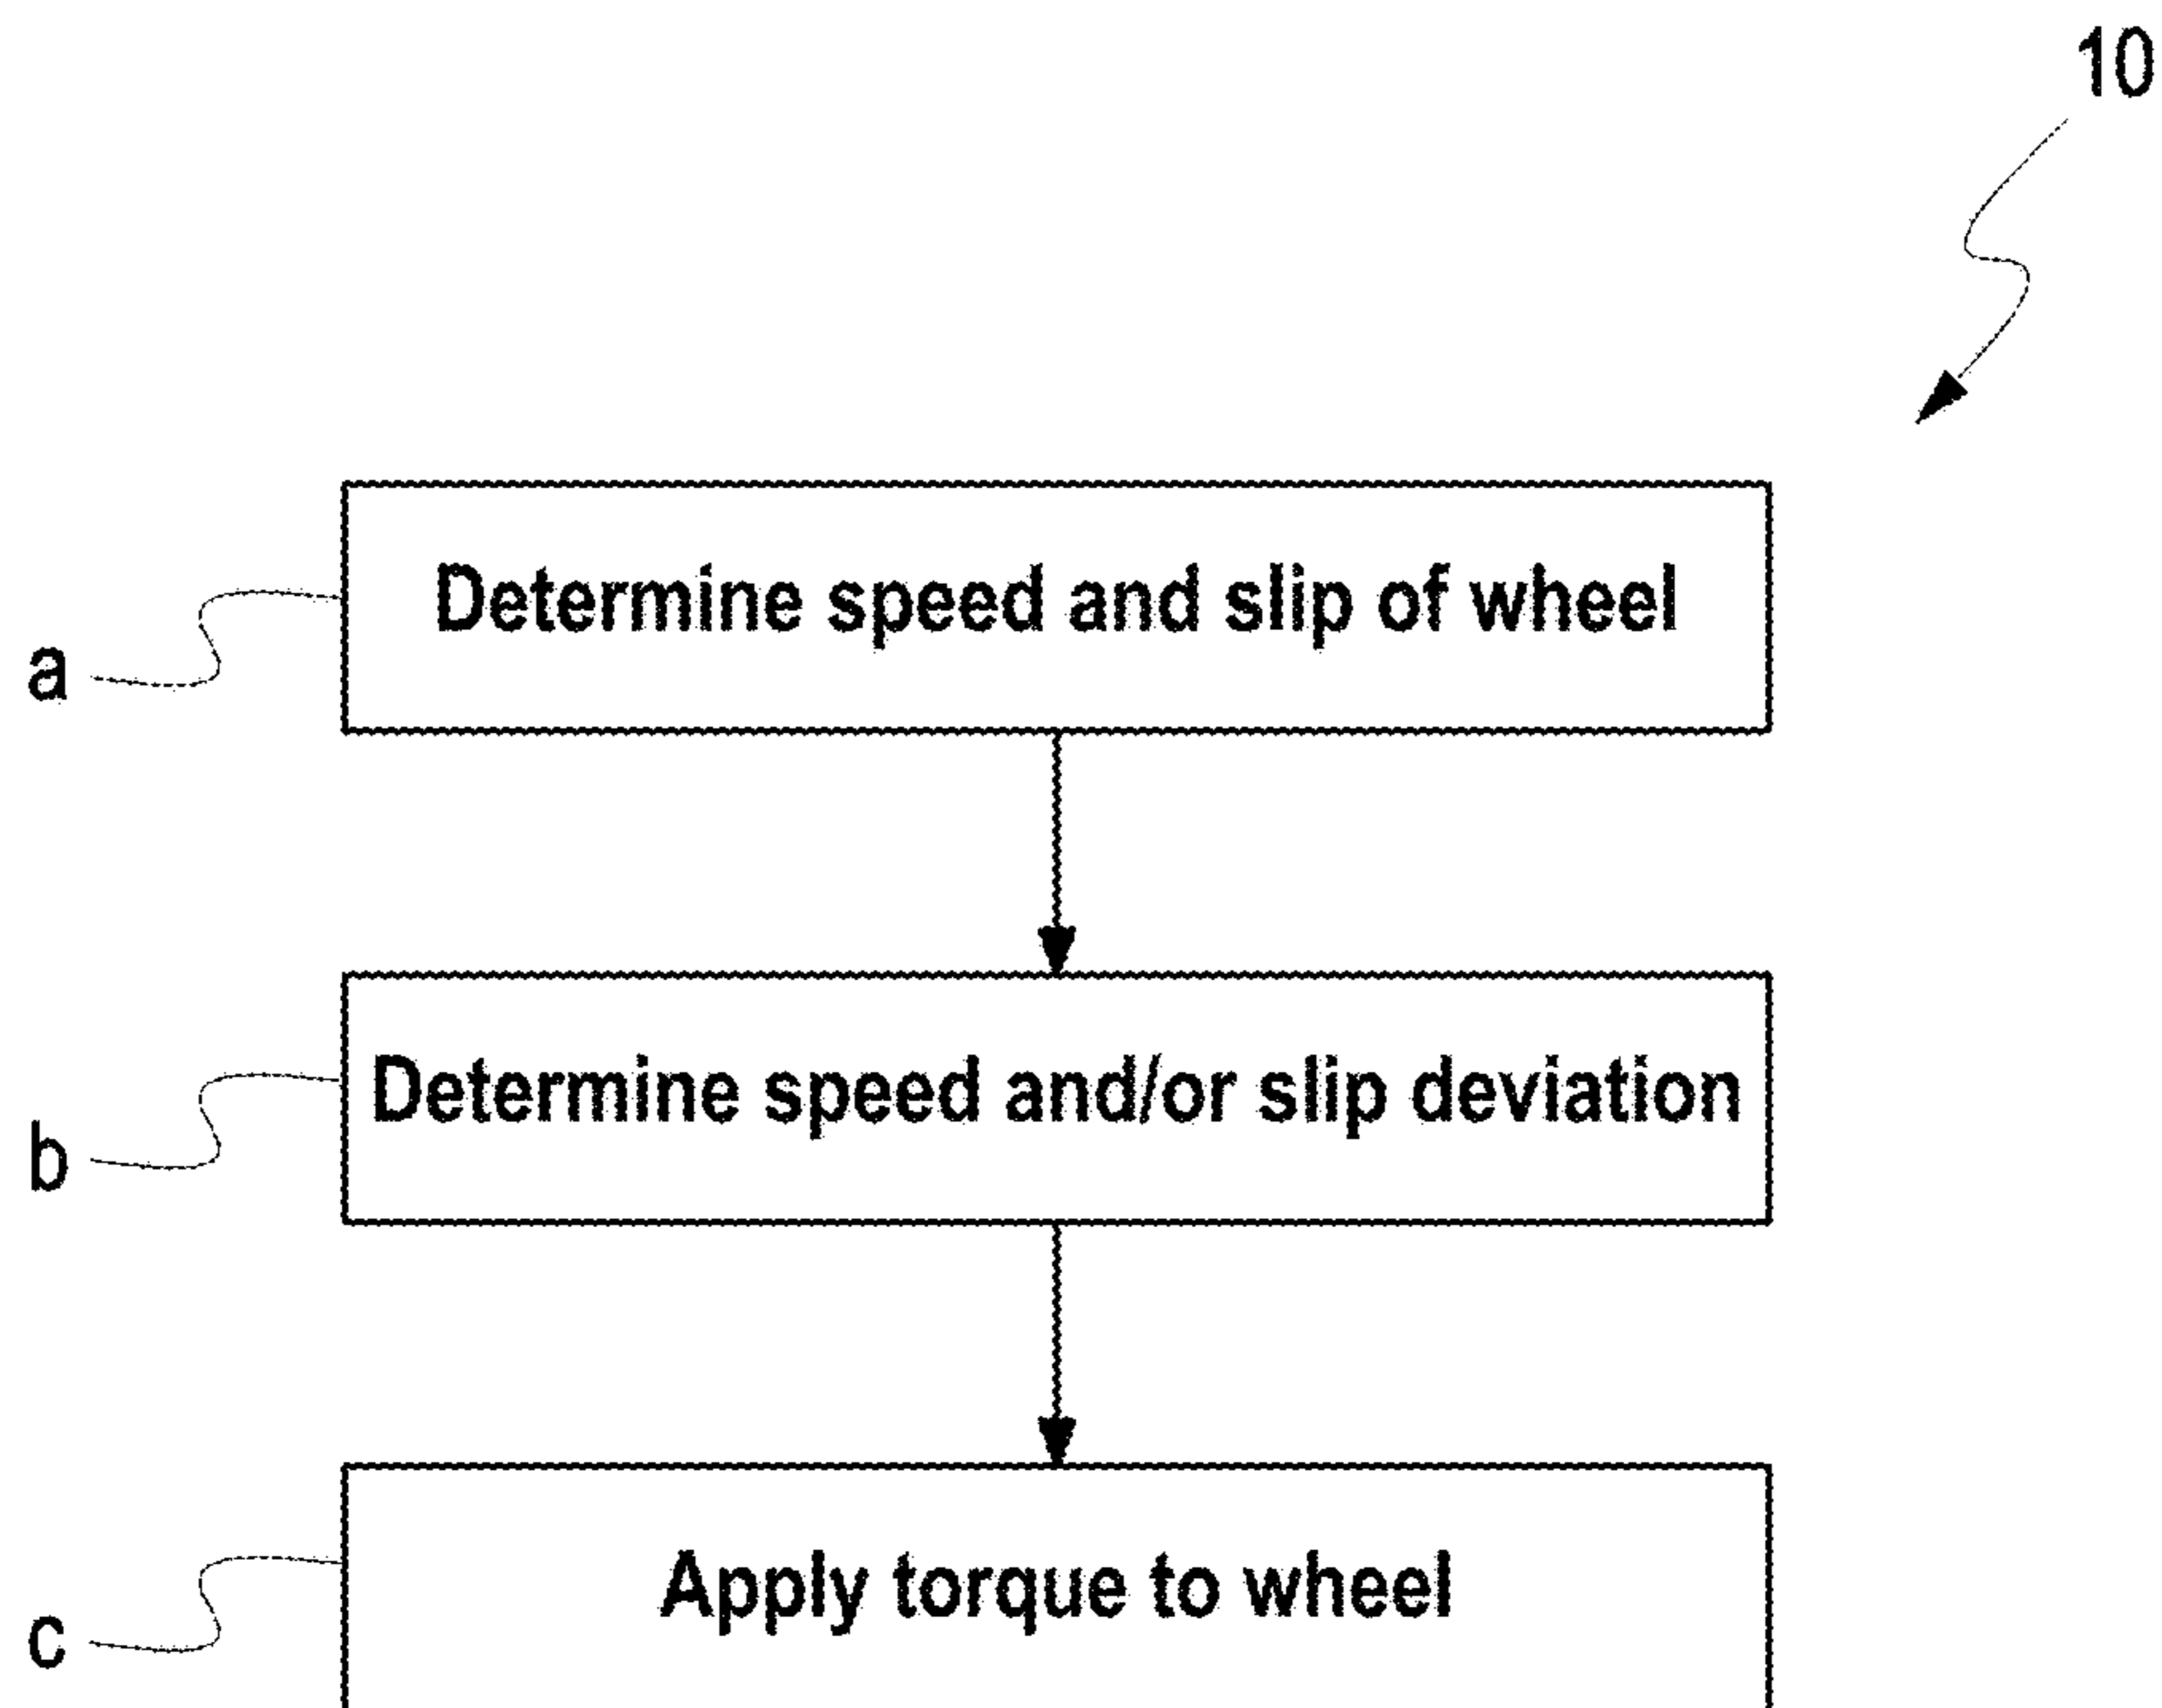 10
Determine speed and slip of wheel
a
Determine speed and/or slip deviation
b
Apply torque to wheel
c